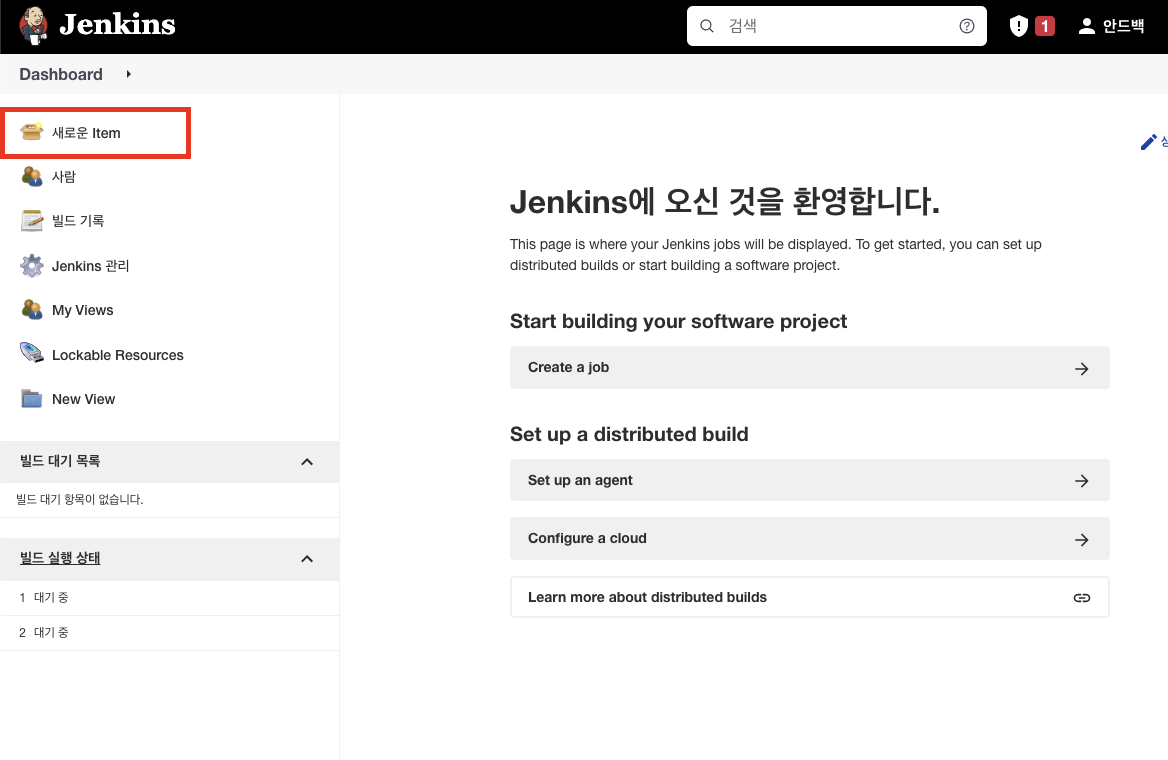 Jenkins
검색
1
안드백
Dashboard
새로운 Item
사람
빌드 기록
Jenkins 관리
My Views
Lockable Resources
New View
빌드 대기 목록
빌드 대기 항목이 없습니다.
빌드 실행 상태
1 대기 중
2 대기 중
Jenkins에 오신 것을 환영합니다.
This page is where your Jenkins jobs will be displayed. To get started, you can set up
distributed builds or start building a software project.
Start building your software project
Create a job
Set up a distributed build
Set up an agent
Configure a cloud
Learn more about distributed builds